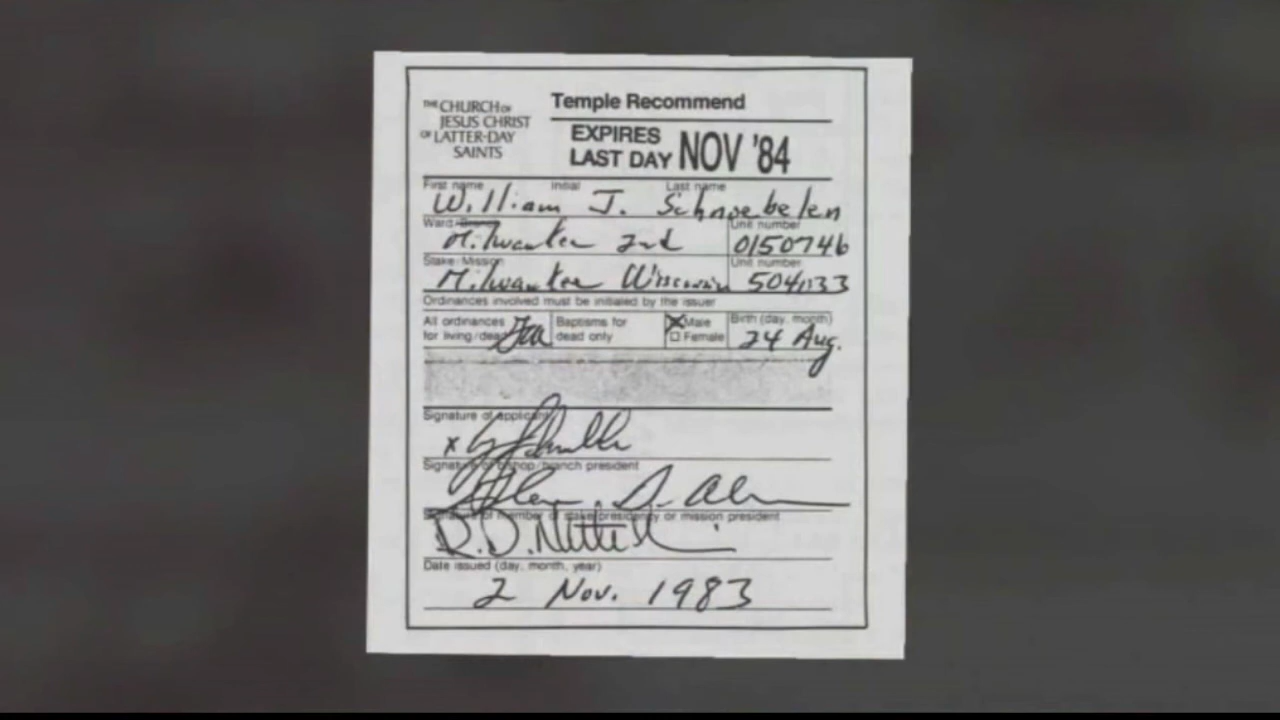 THE CHURCH OF
JESUS CHRIST
OF LATTER-DAY
SAINTS
Temple Recommend
EXPIRES
LAST DAY NOV '84
First name Initial Last name
William J. Schnoebelen
Ward/Branch Unit number
Milwaukee 2nd 0150746
Stake/Mission Unit number
Milwaukee Wisconsin 504033
Ordinances involved must be initialed by the issuer
All ordinances
for living/dead
Baptisms for
dead only
Male
Female
Birth (day, month)
24 Aug.
Signature of applicant
x
Signature of bishop/branch president
Signature of member of stake presidency or mission president
R.D.
Date issued (day, month, year)
2 Nov. 1983